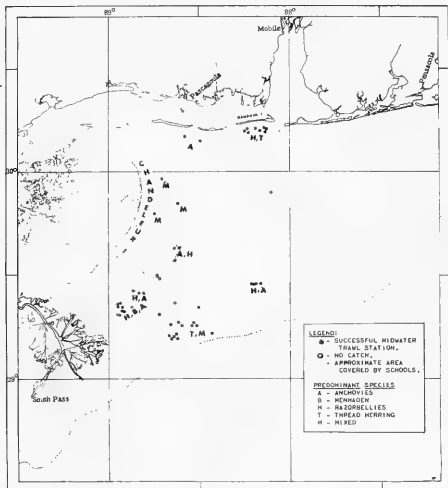 89° 88°
Mobile
Pascagoula
Pensacola
DAUPHIN I
H,T
A
30°
CHANDELEUR
M
M
M
A,H
H,A
H,A
H,B,A
T,M
29°
South Pass
LEGEND:
- SUCCESSFUL MIDWATER
TRAWL STATION.
- NO CATCH.
- APPROXIMATE AREA
COVERED BY SCHOOLS.
PREDOMINANT SPECIES
A - ANCHOVIES
B - MENHADEN
H - RAZORBELLIES
T - THREAD HERRING
M - MIXED